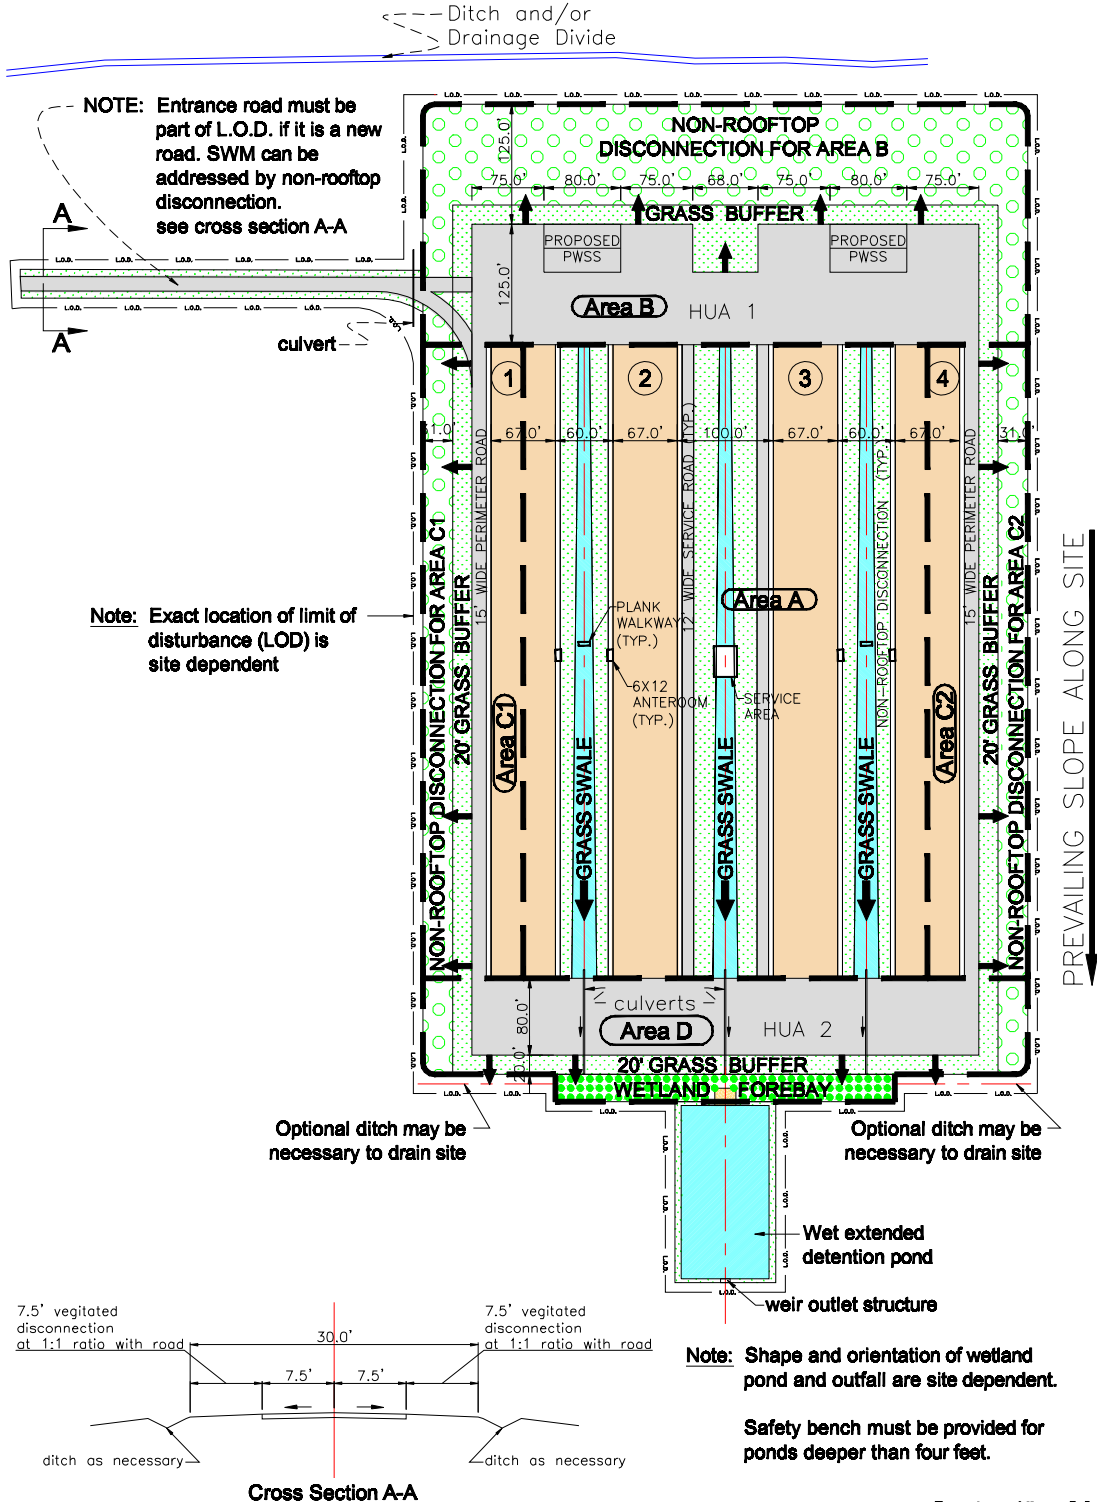 Ditch and/or
Drainage Divide
NOTE: Entrance road must be
part of L.O.D. if it is a new
road. SWM can be
addressed by non-rooftop
disconnection.
see cross section A-A
L.O.D. L.O.D. L.O.D. L.O.D. L.O.D. L.O.D. L.O.D. L.O.D. L.O.D. L.O.D.
NON-ROOFTOP
DISCONNECTION FOR AREA B
125.0'
75.0' 80.0' 75.0' 68.0' 75.0' 80.0' 75.0'
GRASS BUFFER
A
PROPOSED
PWSS
PROPOSED
PWSS
125.0'
Area B
HUA 1
A
culvert
1
2
3
4
67.0' 60.0' 67.0' 100.0' 67.0' 60.0' 67.0' 31.0'
15' WIDE PERIMETER ROAD
12' WIDE SERVICE ROAD (TYP.)
NON-ROOFTOP DISCONNECTION (TYP.)
15' WIDE PERIMETER ROAD
NON-ROOFTOP DISCONNECTION FOR AREA C1
20' GRASS BUFFER
20' GRASS BUFFER
NON-ROOFTOP DISCONNECTION FOR AREA C2
PREVAILING SLOPE ALONG SITE
Note: Exact location of limit of
disturbance (LOD) is
site dependent
Area A
PLANK
WALKWAY
(TYP.)
6X12
ANTEROOM
(TYP.)
SERVICE
AREA
Area C1
Area C2
GRASS SWALE
GRASS SWALE
GRASS SWALE
culverts
80.0'
Area D
HUA 2
20.0'
20' GRASS BUFFER
WETLAND FOREBAY
Optional ditch may be
necessary to drain site
Optional ditch may be
necessary to drain site
Wet extended
detention pond
weir outlet structure
7.5' vegitated
disconnection
at 1:1 ratio with road
30.0'
7.5' vegitated
disconnection
at 1:1 ratio with road
7.5' 7.5'
ditch as necessary
ditch as necessary
Cross Section A-A
Note: Shape and orientation of wetland
pond and outfall are site dependent.
Safety bench must be provided for
ponds deeper than four feet.